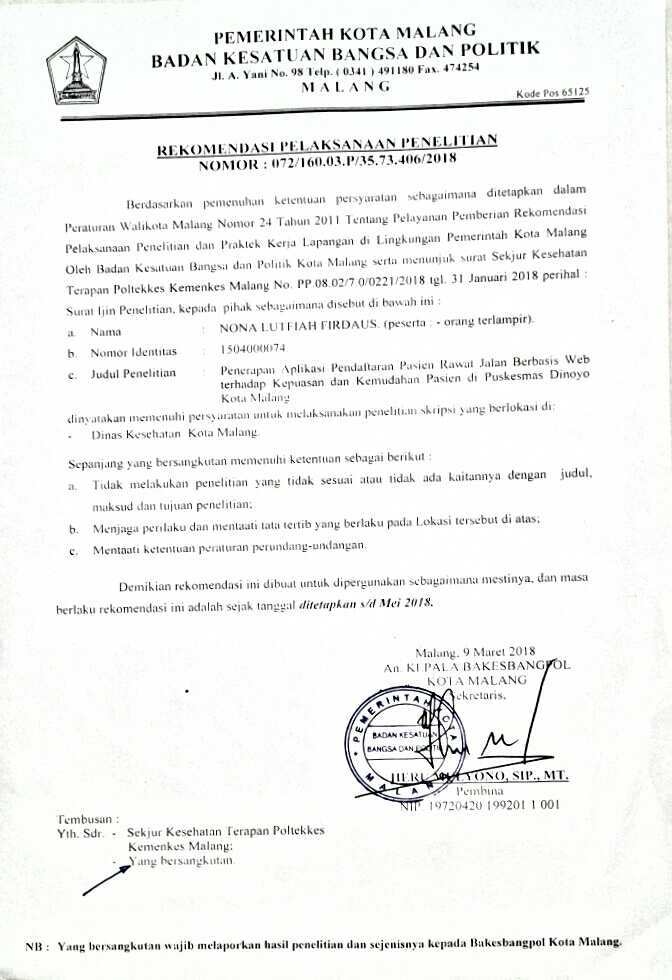 PEMERINTAH KOTA MALANG
BADAN KESATUAN BANGSA DAN POLITIK
Jl. A. Yani No. 98 Telp. ( 0341 ) 491180 Fax. 474254
M A L A N G
Kode Pos 65125
REKOMENDASI PELAKSANAAN PENELITIAN
NOMOR : 072/160.03.P/35.73.406/2018
Berdasarkan pemenuhan ketentuan persyaratan sebagaimana ditetapkan dalam
Peraturan Walikota Malang Nomor 24 Tahun 2011 Tentang Pelayanan Pemberian Rekomendasi
Pelaksanaan Penelitian dan Praktek Kerja Lapangan di Lingkungan Pemerintah Kota Malang
Oleh Badan Kesatuan Bangsa dan Politik Kota Malang serta menunjuk surat Sekjur Kesehatan
Terapan Poltekkes Kemenkes Malang No. PP.08.02/7.0/0221/2018 tgl. 31 Januari 2018 perihal :
Surat Ijin Penelitian, kepada pihak sebagaimana disebut di bawah ini :
a. Nama : NONA LUTFIAH FIRDAUS. (peserta : - orang terlampir).
b. Nomor Identitas : 1504000074
c. Judul Penelitian : Penerapan Aplikasi Pendaftaran Pasien Rawat Jalan Berbasis Web
terhadap Kepuasan dan Kemudahan Pasien di Puskesmas Dinoyo
Kota Malang
dinyatakan memenuhi persyaratan untuk melaksanakan penelitian skripsi yang berlokasi di:
- Dinas Kesehatan Kota Malang.
Sepanjang yang bersangkutan memenuhi ketentuan sebagai berikut :
a. Tidak melakukan penelitian yang tidak sesuai atau tidak ada kaitannya dengan judul,
maksud dan tujuan penelitian;
b. Menjaga perilaku dan mentaati tata tertib yang berlaku pada Lokasi tersebut di atas;
c. Mentaati ketentuan peraturan perundang-undangan.
Demikian rekomendasi ini dibuat untuk dipergunakan sebagaimana mestinya, dan masa
berlaku rekomendasi ini adalah sejak tanggal ditetapkan s/d Mei 2018.
Malang, 9 Maret 2018
An. KEPALA BAKESBANGPOL
KOTA MALANG
Sekretaris,
PEMERINTAH KOTA
BADAN KESATUAN
BANGSA DAN POLITIK
MALANG
HERU MULYONO, SIP., MT.
Pembina
NIP. 19720420 199201 1 001
Tembusan :
Yth. Sdr. - Sekjur Kesehatan Terapan Poltekkes
Kemenkes Malang;
- Yang bersangkutan.
NB : Yang bersangkutan wajib melaporkan hasil penelitian dan sejenisnya kepada Bakesbangpol Kota Malang.